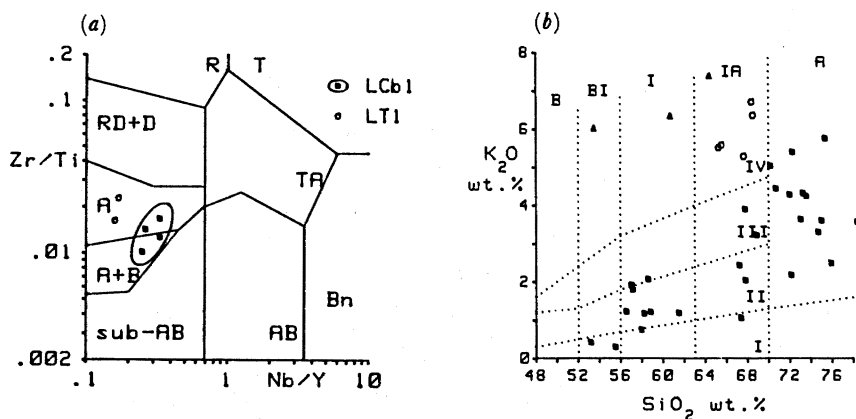 (a)
.2
.1
Zr/Ti
.01
.002
.1
1
10
Nb/Y
R
T
RD+D
TA
A
A+B
sub-AB
AB
Bn
LCb1
LT1
(b)
8
6
K2O
wt.%
4
2
0
B
BI
I
IA
A
IV
III
II
I
48 52 56 60 64 68 72 76
SiO2 wt.%